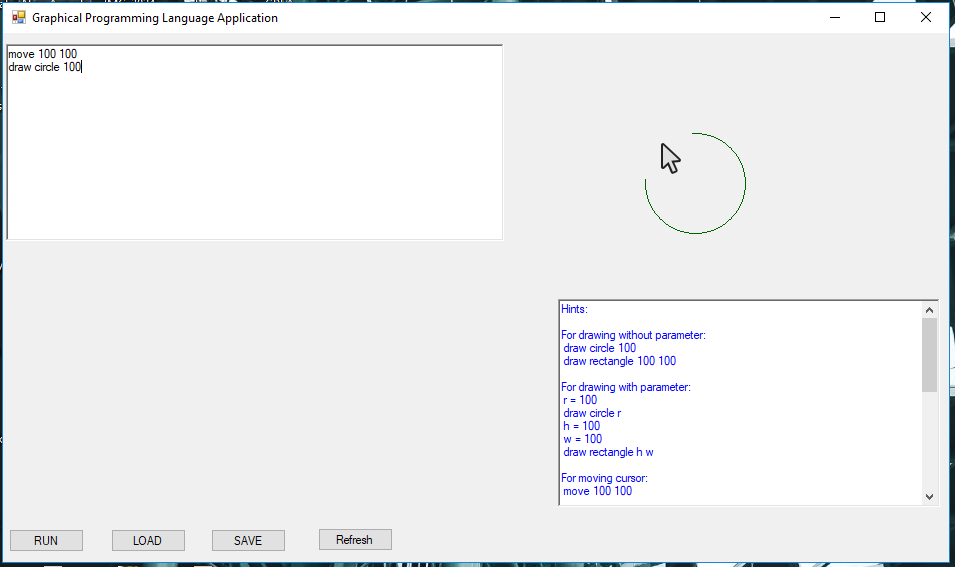 Graphical Programming Language Application
move 100 100
draw circle 100
Hints:
For drawing without parameter:
draw circle 100
draw rectangle 100 100
For drawing with parameter:
r = 100
draw circle r
h = 100
w = 100
draw rectangle h w
For moving cursor:
move 100 100
RUN
LOAD
SAVE
Refresh